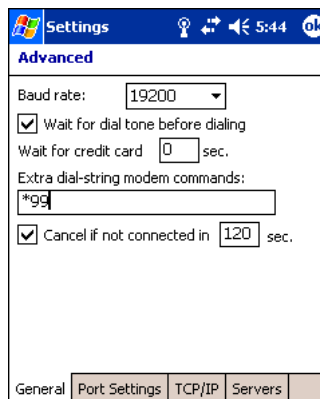 Settings 5:44 ok
Advanced
Baud rate: 19200
Wait for dial tone before dialing
Wait for credit card 0 sec.
Extra dial-string modem commands:
*99
Cancel if not connected in 120 sec.
General Port Settings TCP/IP Servers